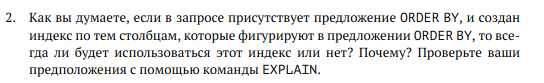 2. Как вы думаете, если в запросе присутствует предложение ORDER BY, и создан
индекс по тем столбцам, которые фигурируют в предложении ORDER BY, то все-
гда ли будет использоваться этот индекс или нет? Почему? Проверьте ваши
предположения с помощью команды EXPLAIN.